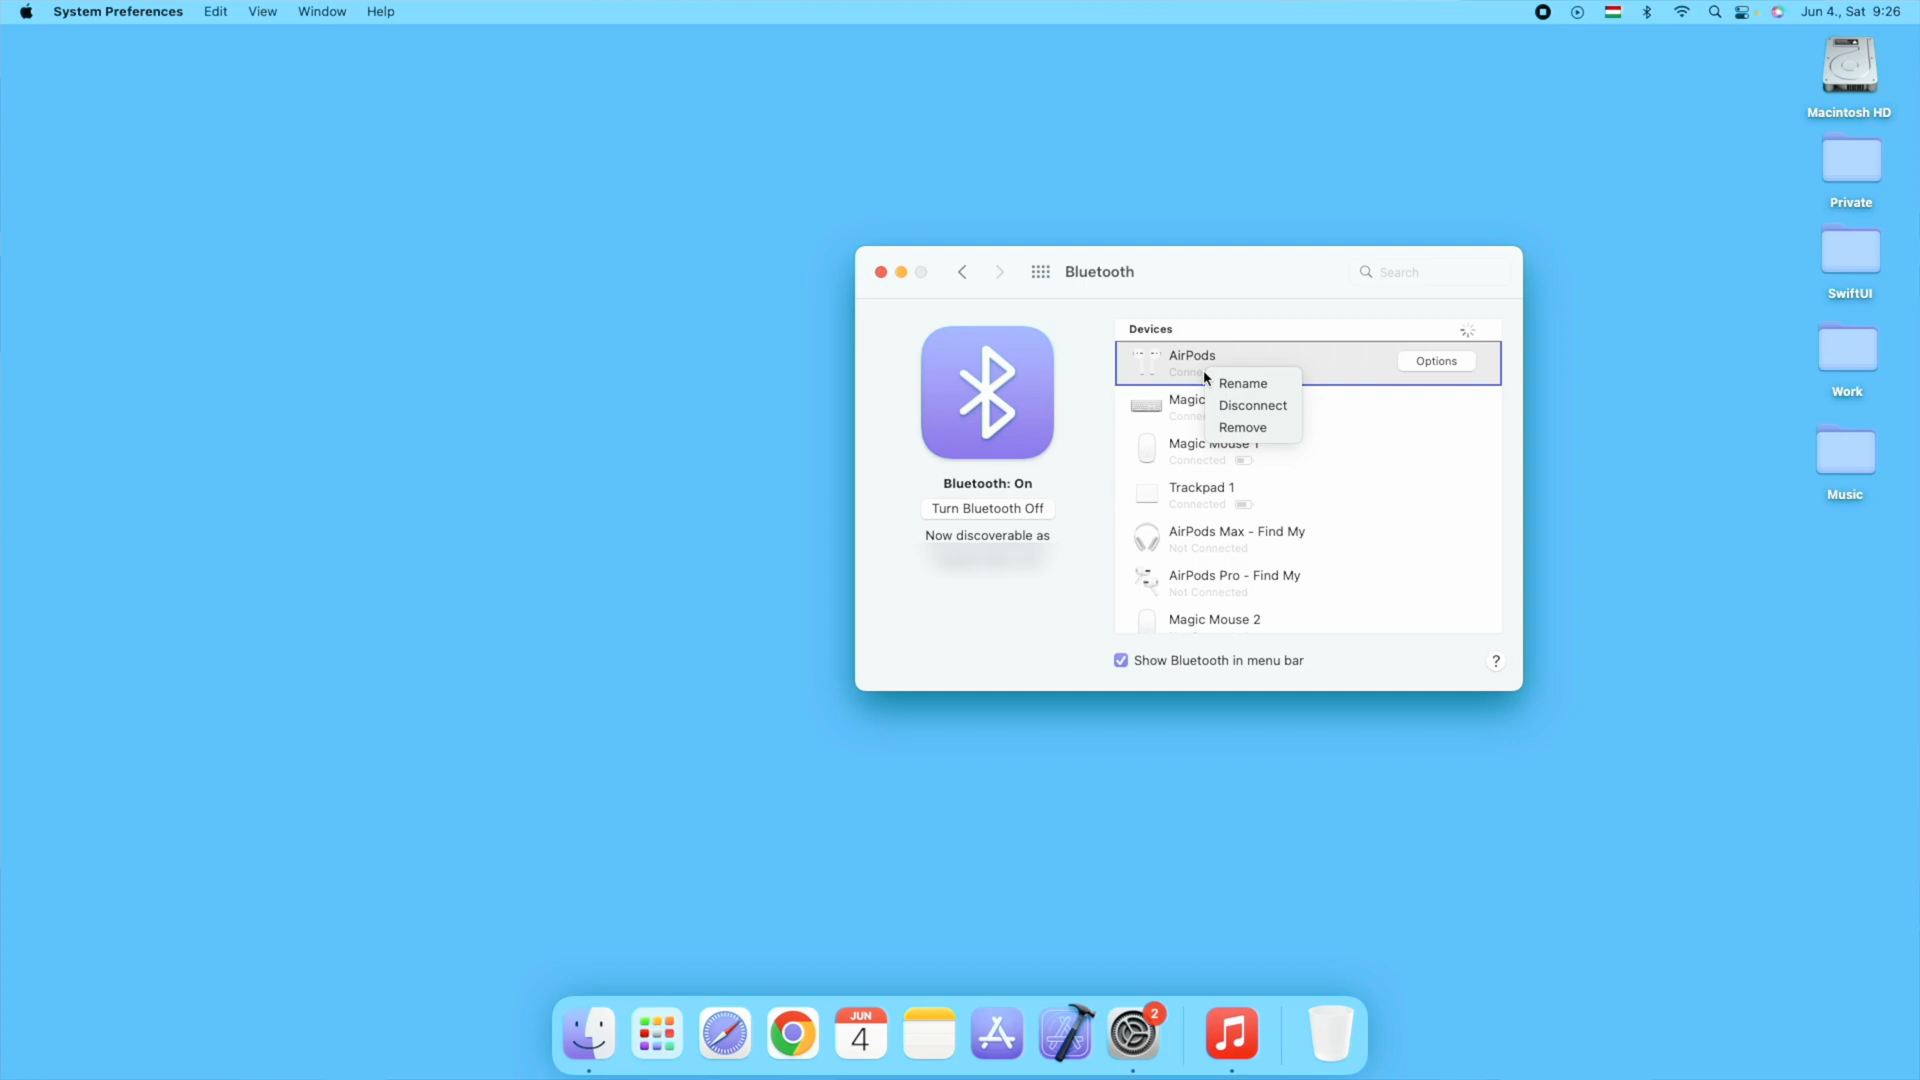 System Preferences Edit View Window Help
Jun 4., Sat 9:26
Macintosh HD
Private
SwiftUI
Work
Music
Bluetooth
Search
Bluetooth: On
Turn Bluetooth Off
Now discoverable as
Devices
AirPods
Conne
Options
Rename
Disconnect
Remove
Magic
Conne
Magic Mouse 1
Connected
Trackpad 1
Connected
AirPods Max - Find My
Not Connected
AirPods Pro - Find My
Not Connected
Magic Mouse 2
Show Bluetooth in menu bar
?
JUN
4
2